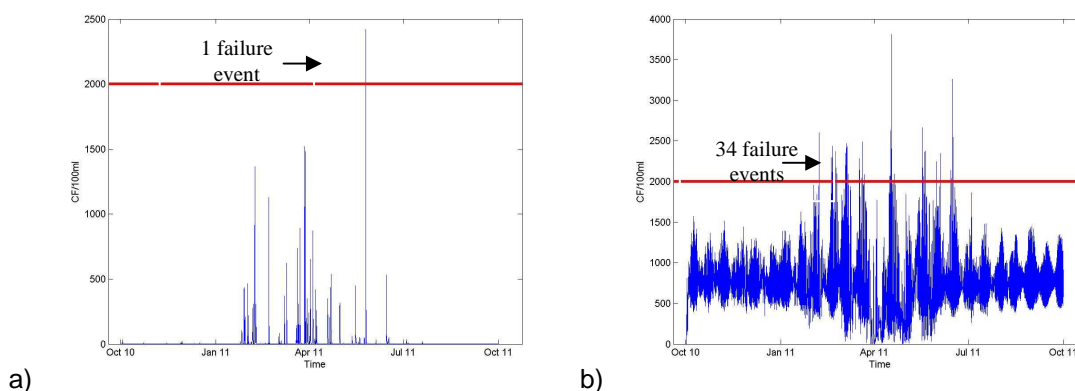 2500
2000
1500
1000
500
0
CF/100ml
1 failure
event
Oct 10
Jan 11
Apr 11
Jul 11
Oct 11
Time
a)
4000
3500
3000
2500
2000
1500
1000
500
0
CF/100ml
34 failure
events
Oct 10
Jan 11
Apr 11
Jul 11
Oct 11
Time
b)